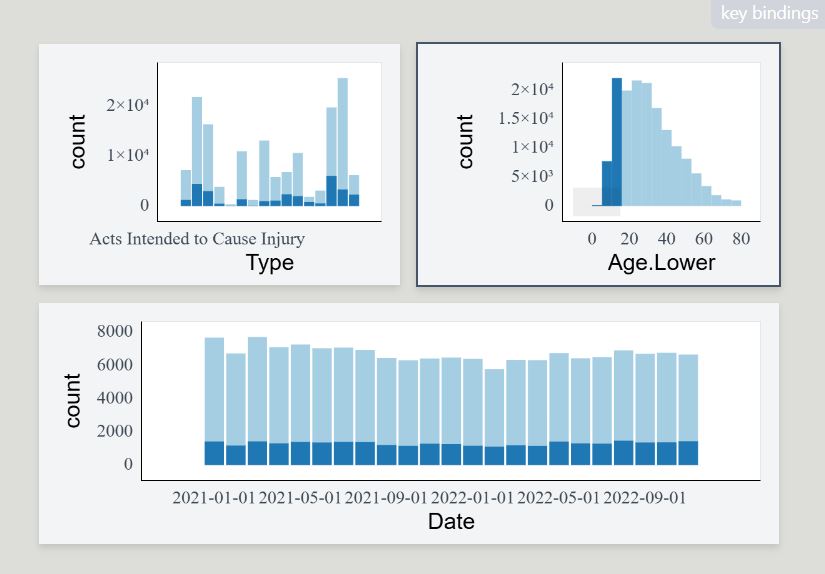 key bindings
count
2×10⁴
1×10⁴
0
Acts Intended to Cause Injury
Type
count
2×10⁴
1.5×10⁴
1×10⁴
5×10³
0
0 20 40 60 80
Age.Lower
count
8000
6000
4000
2000
0
2021-01-01 2021-05-01 2021-09-01 2022-01-01 2022-05-01 2022-09-01
Date